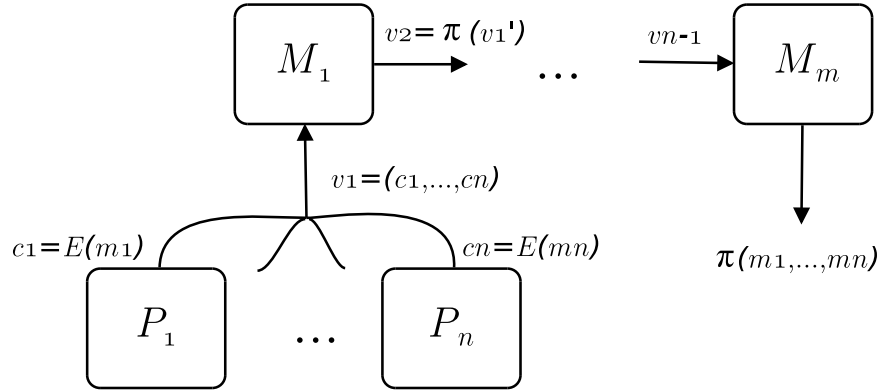 M₁
v2= π (v1')
...
vn-1
Mₘ
v1=(c1,...,cn)
c1=E(m1)
cn=E(mn)
π(m1,...,mn)
P₁
...
Pₙ